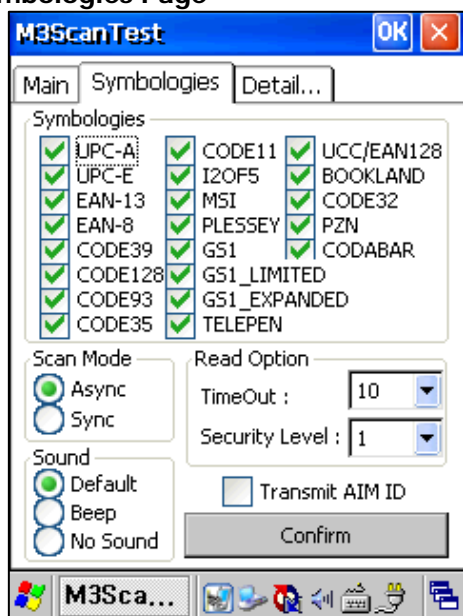 mbologies Page
M3ScanTest OK
Main Symbologies Detail...
Symbologies
UPC-A CODE11 UCC/EAN128
UPC-E I2OF5 BOOKLAND
EAN-13 MSI CODE32
EAN-8 PLESSEY PZN
CODE39 GS1 CODABAR
CODE128 GS1_LIMITED
CODE93 GS1_EXPANDED
CODE35 TELEPEN
Scan Mode Read Option
Async TimeOut : 10
Sync Security Level : 1
Sound
Default Transmit AIM ID
Beep
No Sound Confirm
M3Sca...